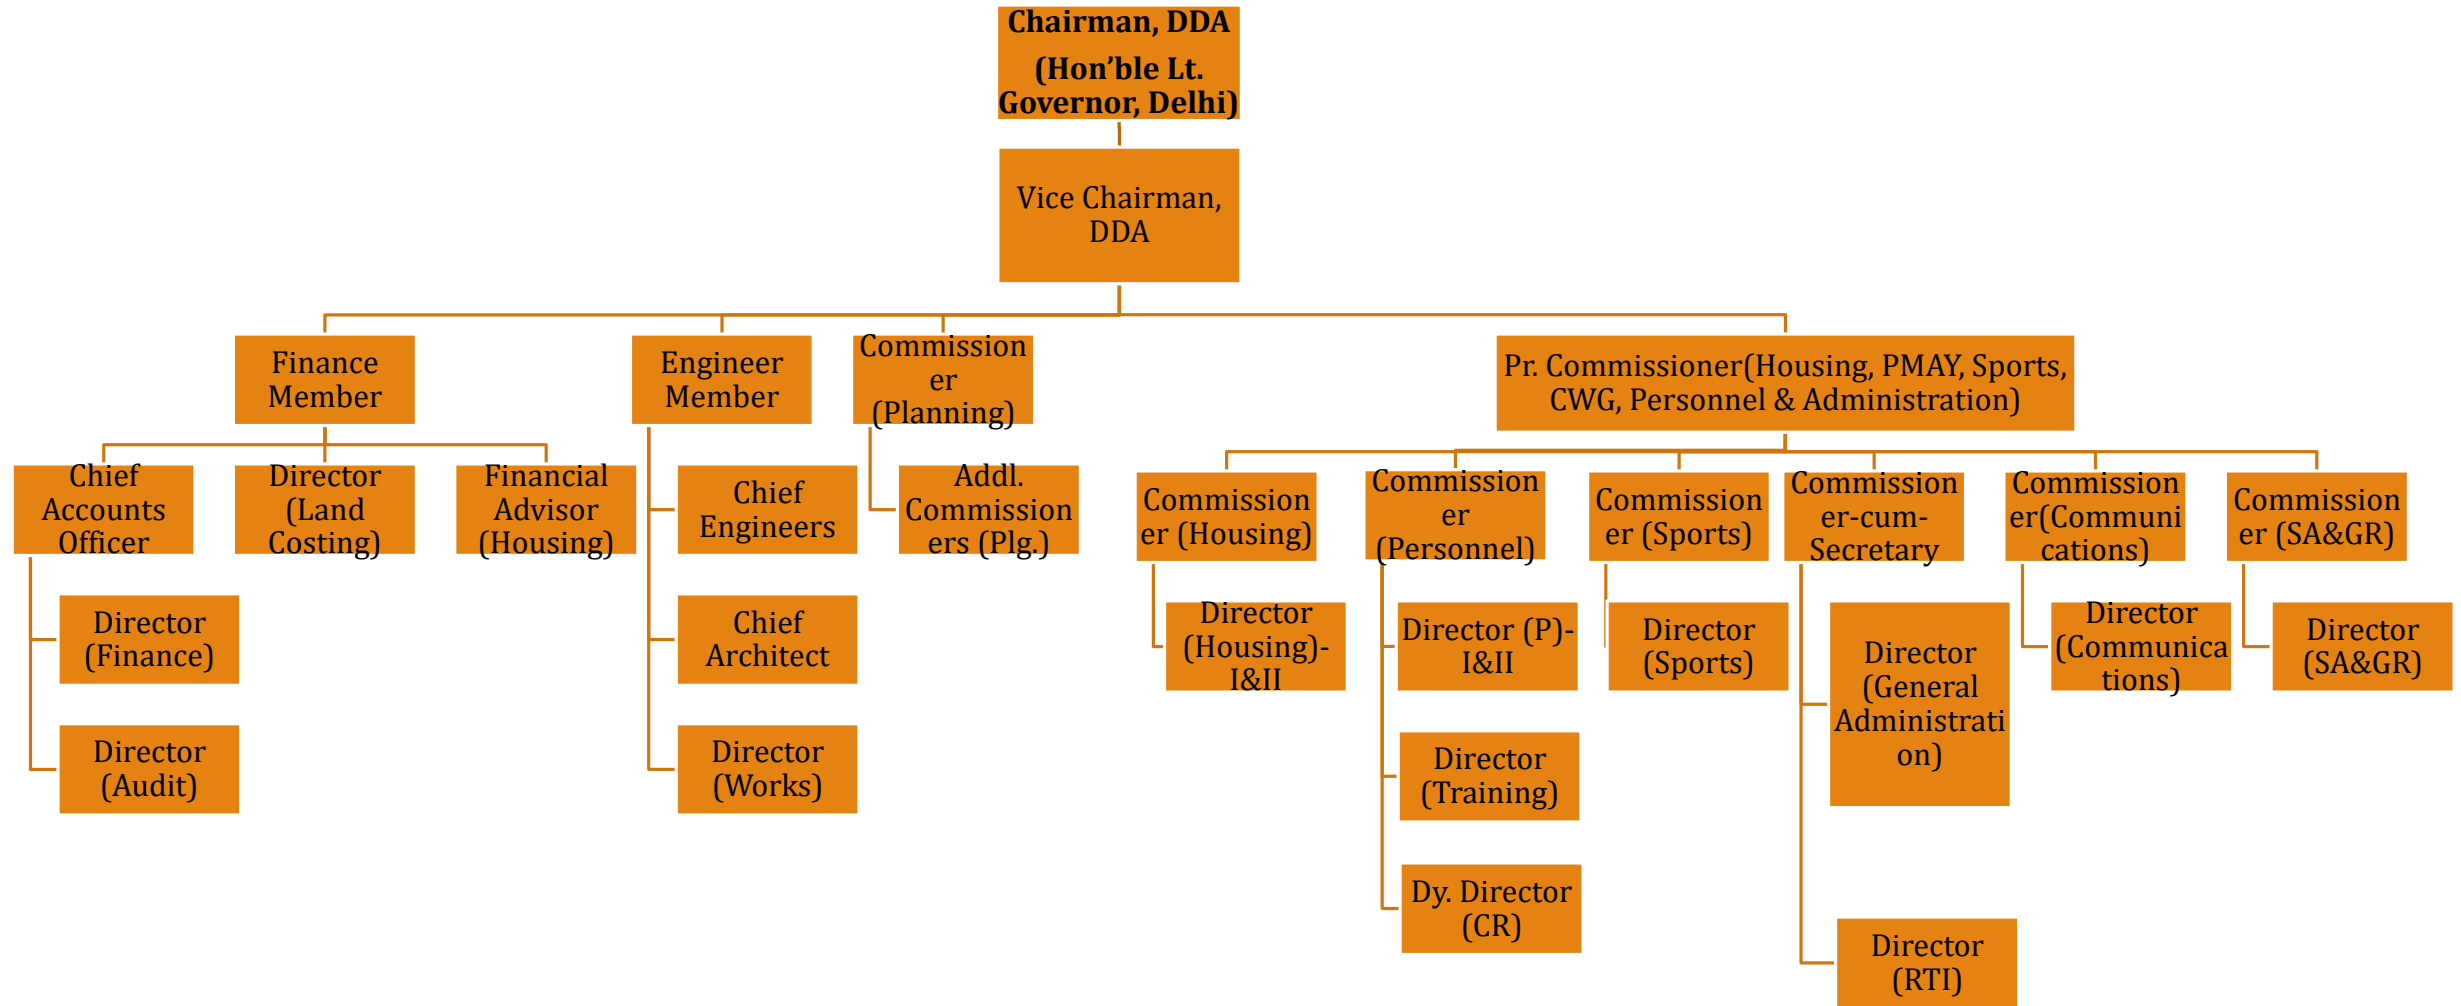 Chairman, DDA
(Hon’ble Lt.
Governor, Delhi)
Vice Chairman,
DDA
Finance
Member
Engineer
Member
Commission
er
(Planning)
Pr. Commissioner(Housing, PMAY, Sports,
CWG, Personnel & Administration)
Chief
Accounts
Officer
Director
(Land
Costing)
Financial
Advisor
(Housing)
Chief
Engineers
Addl.
Commission
ers (Plg.)
Commission
er (Housing)
Commission
er
(Personnel)
Commission
er (Sports)
Commission
er-cum-
Secretary
Commission
er(Communi
cations)
Commission
er (SA&GR)
Director
(Finance)
Chief
Architect
Director
(Housing)-
I&II
Director (P)-
I&II
Director
(Sports)
Director
(General
Administrati
on)
Director
(Communica
tions)
Director
(SA&GR)
Director
(Audit)
Director
(Works)
Director
(Training)
Dy. Director
(CR)
Director
(RTI)